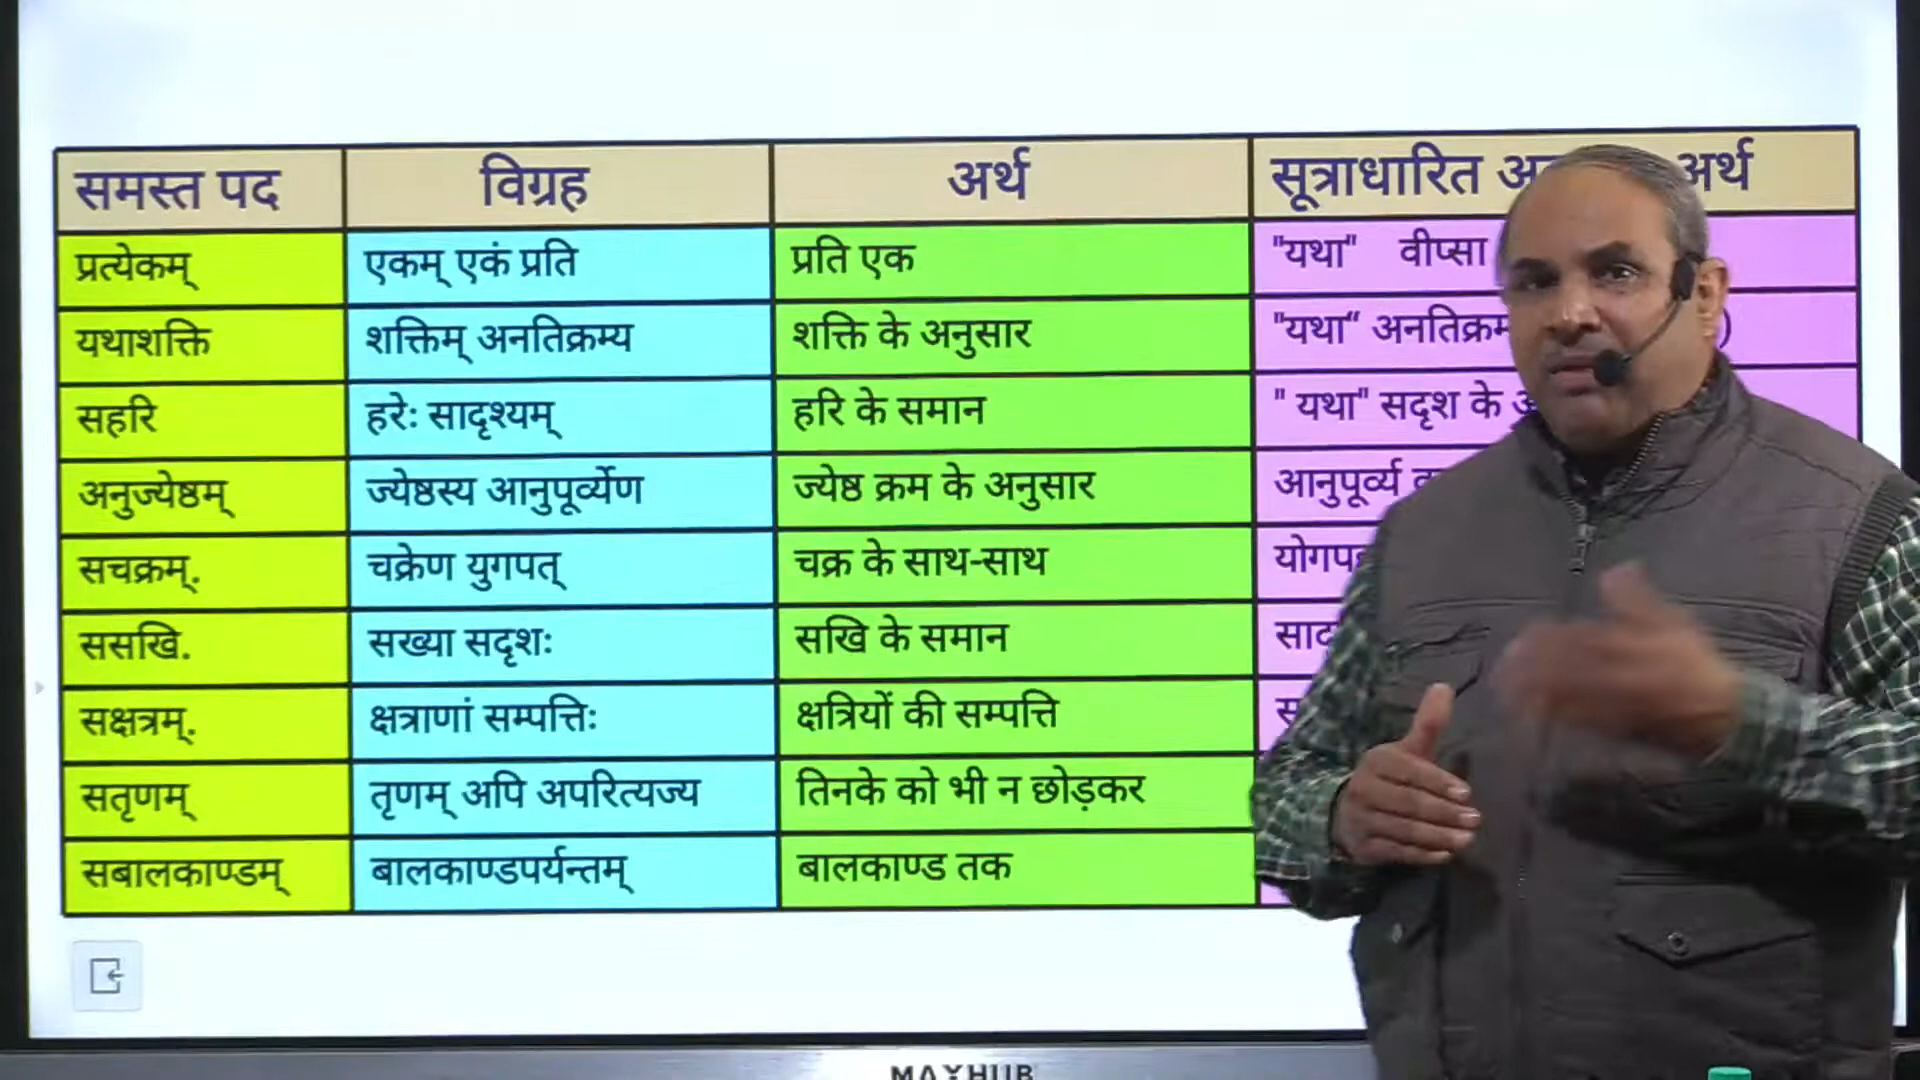 समस्त पद विग्रह अर्थ सूत्राधारित अर्थ
प्रत्येकम् एकम् एकं प्रति प्रति एक "यथा" वीप्सा
यथाशक्ति शक्तिम् अनतिक्रम्य शक्ति के अनुसार "यथा“ )
सहरि हरेः सादृश्यम् हरि के समान " यथा" सदृश के
अनुज्येष्ठम् ज्येष्ठस्य आनुपूर्व्येण ज्येष्ठ क्रम के अनुसार आनुपूर्व्य
सचक्रम्. चक्रेण युगपत् चक्र के साथ-साथ
ससखि. सख्या सदृशः सखि के समान
सक्षत्रम्. क्षत्राणां सम्पत्तिः क्षत्रियों की सम्पत्ति
सतृणम् तृणम् अपि अपरित्यज्य तिनके को भी न छोड़कर
सबालकाण्डम् बालकाण्डपर्यन्तम् बालकाण्ड तक
MAXHUB